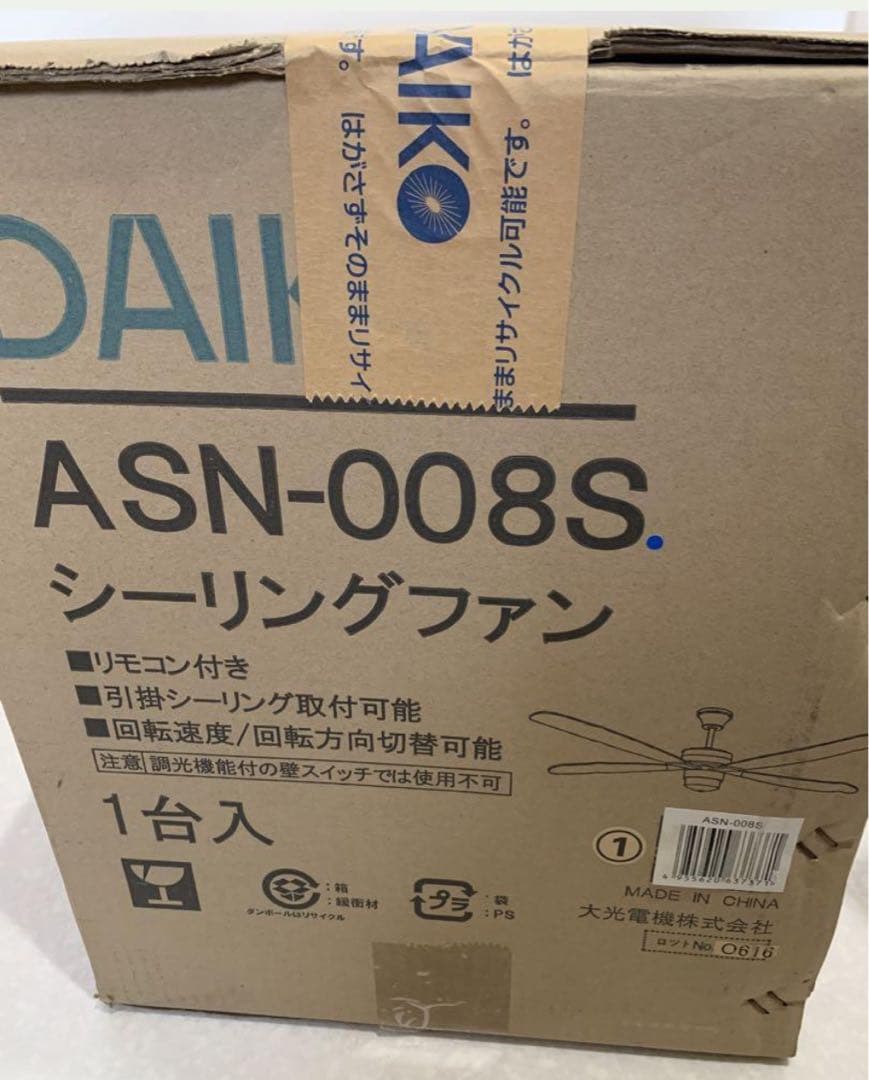 DAIKO
す。 はがさずそのままリサイ
ままリサイクル可能です。 はが
DAIK
ASN-008S
シーリングファン
■リモコン付き
■引掛シーリング取付可能
■回転速度/回転方向切替可能
注意 調光機能付の壁スイッチでは使用不可
1台入
①
ASN-008S
4 955620 637371
:箱
:緩衝材
ダンボールはリサイクル
プラ
:袋
:PS
MADE IN CHINA
大光電機株式会社
ロットNo. 0616